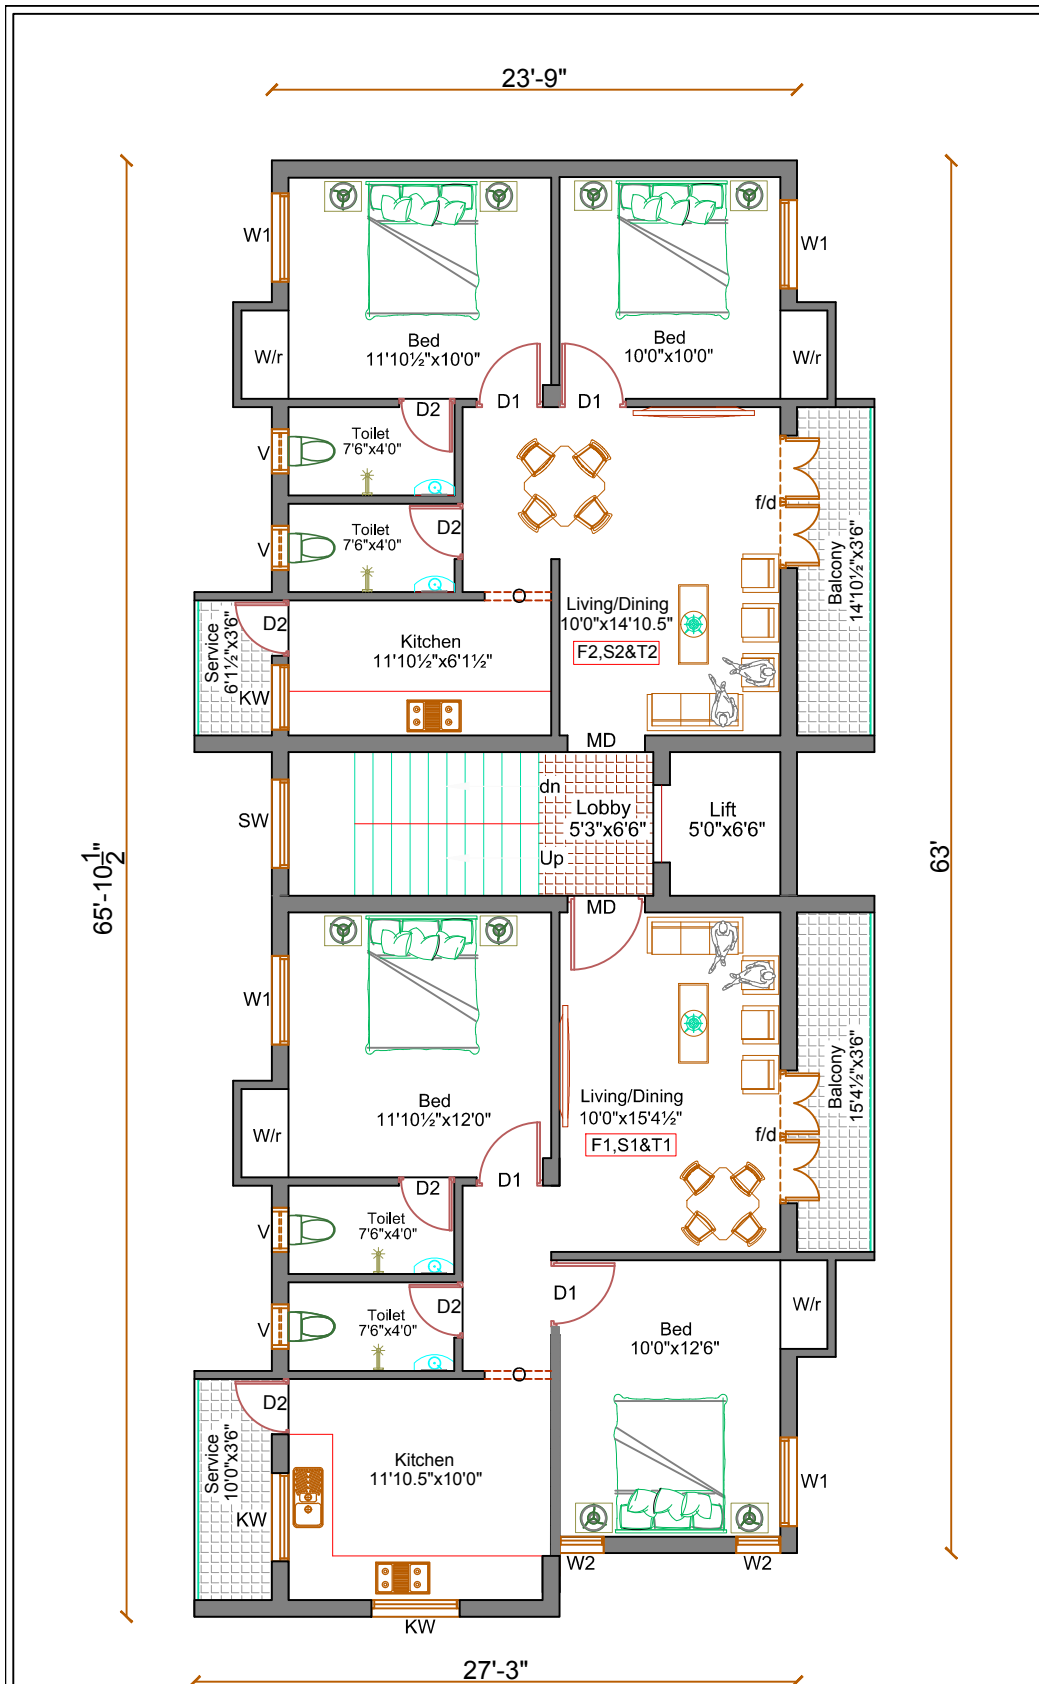 23'-9"
W1
W1
Bed
11'10½"x10'0"
Bed
10'0"x10'0"
W/r
W/r
D2
D1
D1
Toilet
7'6"x4'0"
V
f/d
Toilet
7'6"x4'0"
D2
V
Balcony
14'10½"x3'6"
O
Living/Dining
10'0"x14'10.5"
F2,S2&T2
D2
Service
6'1½"x3'6"
Kitchen
11'10½"x6'1½"
KW
MD
dn
Lobby
5'3"x6'6"
Lift
5'0"x6'6"
SW
Up
65'-10½"
63'
MD
W1
Bed
11'10½"x12'0"
Living/Dining
10'0"x15'4½"
F1,S1&T1
Balcony
15'4½"x3'6"
W/r
f/d
D1
D2
Toilet
7'6"x4'0"
V
D1
W/r
D2
Toilet
7'6"x4'0"
V
Bed
10'0"x12'6"
O
D2
Service
10'0"x3'6"
Kitchen
11'10.5"x10'0"
W1
KW
W2
W2
KW
27'-3"